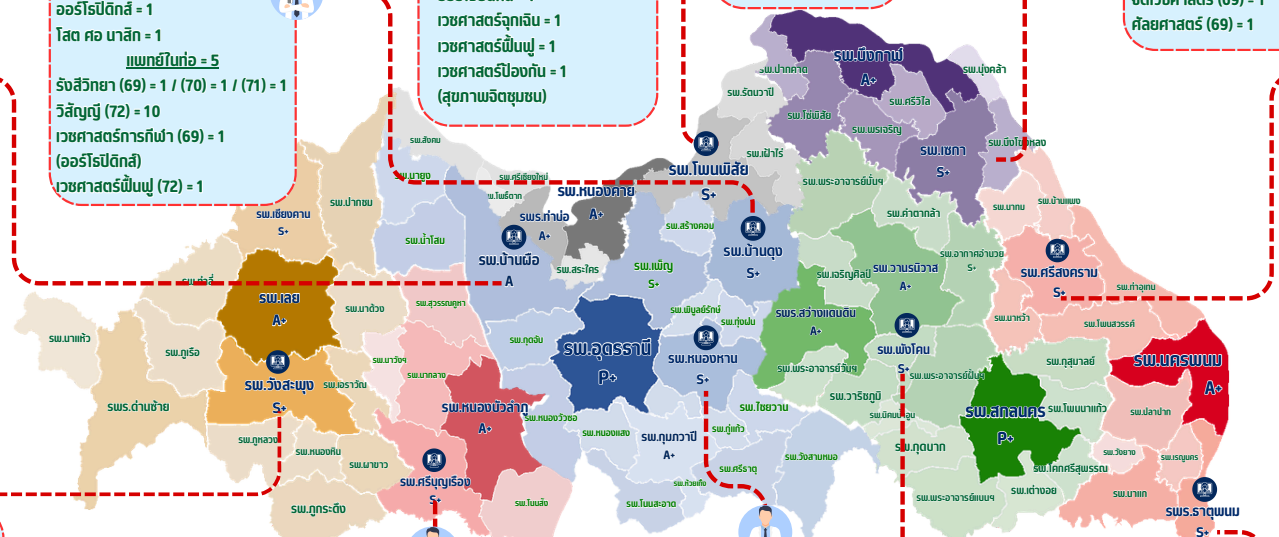 ออร์โธปิดิกส์ = 1
โสต ศอ นาสิก = 1
แพทย์ในท่อ = 5
รังสีวิทยา (69) = 1 / (70) = 1 / (71) = 1
วิสัญญี (72) = 10
เวชศาสตร์การกีฬา (69) = 1
(ออร์โธปิดิกส์)
เวชศาสตร์ฟื้นฟู (72) = 1
เวชศาสตร์ฉุกเฉิน = 1
เวชศาสตร์ฟื้นฟู = 1
เวชศาสตร์ป้องกัน = 1
(สุขภาพจิตชุมชน)
ศัลยศาสตร์ (69) = 1
รพ.บึงกาฬ
A+
รพ.ปากคาด
รพ.บุ่งคล้า
รพ.รัตนวาปี
รพ.ศรีวิไล
รพ.โซ่พิสัย
รพ.พรเจริญ
รพ.สังคม
รพ.เซกา
S+
รพ.บึงโขงหลง
รพ.เฝ้าไร่
รพ.โพนพิสัย
S+
รพ.นายูง
รพ.ศรีเชียงใหม่
รพ.โพธิ์ตาก
รพ.หนองคาย
A+
รพ.พระอาจารย์มั่นฯ
รพ.ปากชม
รพ.เชียงคาน
S+
รพร.ท่าบ่อ
A+
รพ.นาทม
รพ.บ้านแพง
รพ.คำตากล้า
รพ.สร้างคอม
รพ.น้ำโสม
รพ.บ้านผือ
A
รพ.บ้านดุง
S+
รพ.อากาศอำนวย
S+
รพ.สระใคร
รพ.เพ็ญ
S+
รพ.เจริญศิลป์
รพ.วานรนิวาส
A+
รพ.ศรีสงคราม
S+
รพ.ท่าลี่
รพ.ท่าอุเทน
รพ.เลย
A+
รพ.นาด้วง
รพ.สุวรรณคูหา
รพ.พิบูลย์รักษ์
รพ.ทุ่งฝน
รพร.สว่างแดนดิน
A+
รพ.นาหว้า
รพ.โพนสวรรค์
รพ.นาแห้ว
รพ.ภูเรือ
รพ.กุดจับ
รพ.อุดรธานี
P+
รพ.หนองหาน
S+
รพ.พังโคน
S+
รพ.นาวังฯ
รพ.นากลาง
รพ.วังสะพุง
S+
รพ.เอราวัณ
รพ.พระอาจารย์วันฯ
รพ.พระอาจารย์ฝั้นฯ
รพ.กุสุมาลย์
รพ.นครพนม
A+
รพร.ด่านซ้าย
รพ.หนองบัวลำภู
A+
รพ.หนองวัวซอ
รพ.ไชยวาน
รพ.วาริชภูมิ
รพ.สกลนคร
P+
รพ.โพนนาแก้ว
รพ.ปลาปาก
รพ.ภูหลวง
รพ.หนองหิน
รพ.ผาขาว
รพ.หนองแสง
รพ.กุมภวาปี
A+
รพ.กู่แก้ว
รพ.กุดบาก
รพ.วังยาง
รพ.เรณูนคร
รพ.ศรีบุญเรือง
S+
รพ.ศรีธาตุ
รพ.วังสามหมอ
รพ.โคกศรีสุพรรณ
รพ.ห้วยเกิ้ง
รพ.เต่างอย
รพ.พระอาจารย์แบนฯ
รพ.นาแก
รพ.ภูกระดึง
รพ.โนนสัง
รพ.โนนสะอาด
รพร.ธาตุพนม
S+